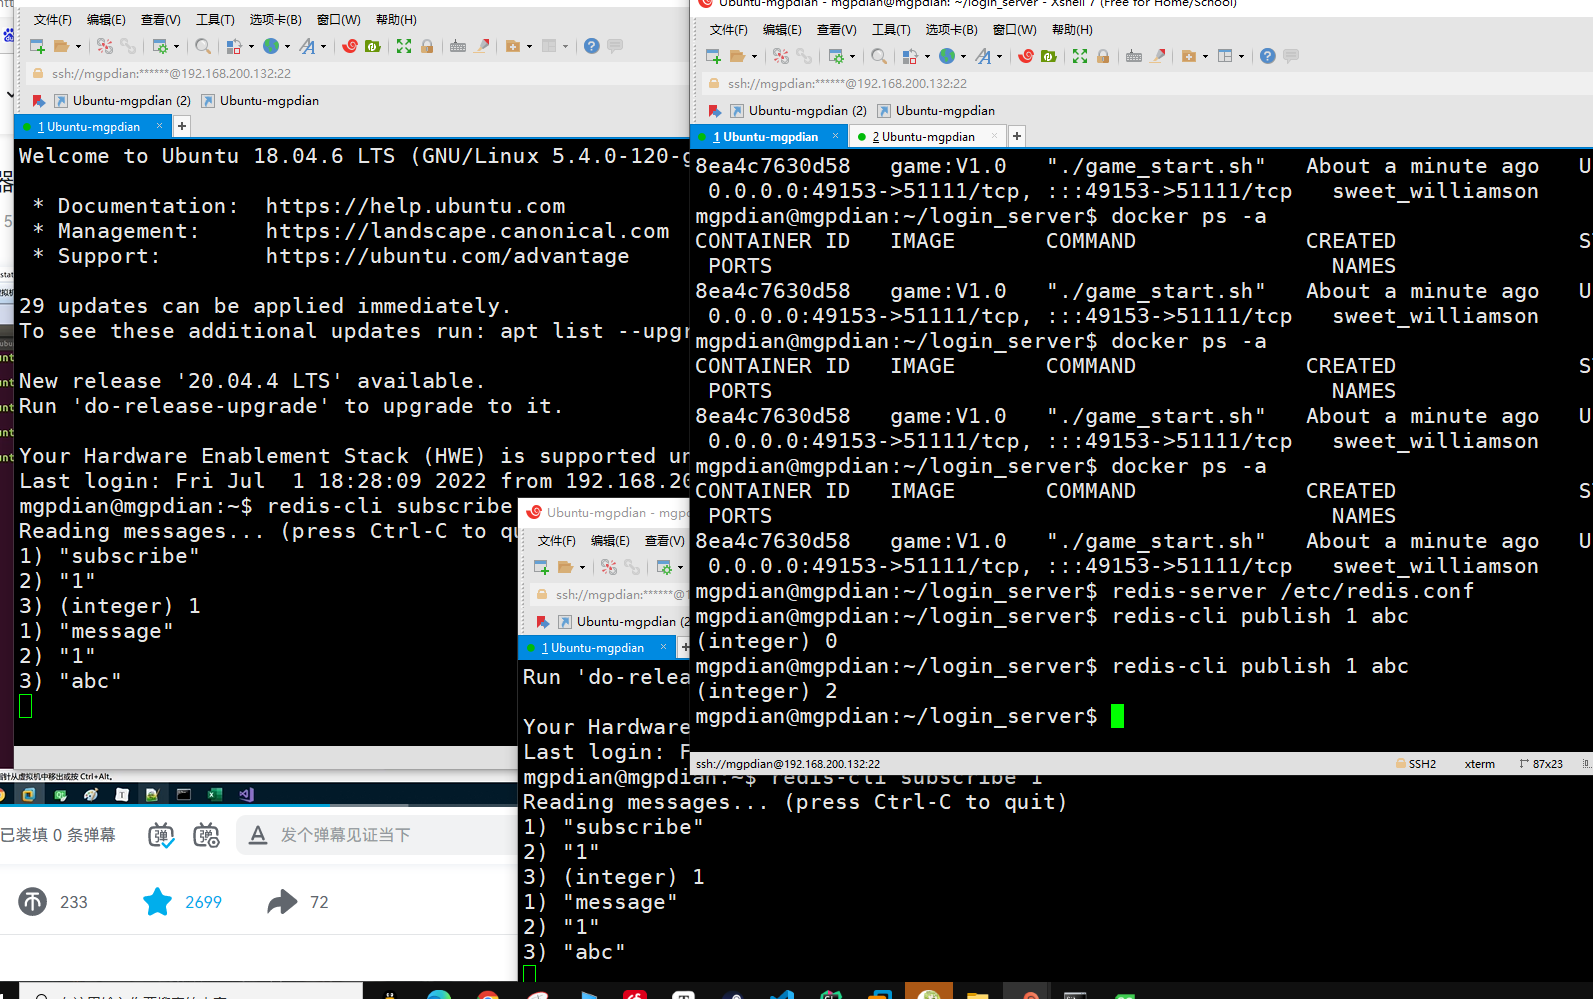 文件(F) 编辑(E) 查看(V) 工具(T) 选项卡(B) 窗口(W) 帮助(H)
ssh://mgpdian:******@192.168.200.132:22
Ubuntu-mgpdian (2) Ubuntu-mgpdian
1 Ubuntu-mgpdian × +
Welcome to Ubuntu 18.04.6 LTS (GNU/Linux 5.4.0-120-g
* Documentation: https://help.ubuntu.com
* Management: https://landscape.canonical.com
* Support: https://ubuntu.com/advantage
29 updates can be applied immediately.
To see these additional updates run: apt list --upgr
New release '20.04.4 LTS' available.
Run 'do-release-upgrade' to upgrade to it.
Your Hardware Enablement Stack (HWE) is supported un
Last login: Fri Jul 1 18:28:09 2022 from 192.168.20
mgpdian@mgpdian:~$ redis-cli subscribe
Reading messages... (press Ctrl-C to qu
1) "subscribe"
2) "1"
3) (integer) 1
1) "message"
2) "1"
3) "abc"
Ubuntu-mgpdian - mgpdian@mgpdian: ~/login_server - Xshell 7 (Free for Home/School)
文件(F) 编辑(E) 查看(V) 工具(T) 选项卡(B) 窗口(W) 帮助(H)
ssh://mgpdian:******@192.168.200.132:22
Ubuntu-mgpdian (2) Ubuntu-mgpdian
1 Ubuntu-mgpdian × 2 Ubuntu-mgpdian × +
8ea4c7630d58 game:V1.0 "./game_start.sh" About a minute ago U
0.0.0.0:49153->51111/tcp, :::49153->51111/tcp sweet_williamson
mgpdian@mgpdian:~/login_server$ docker ps -a
CONTAINER ID IMAGE COMMAND CREATED S
PORTS NAMES
8ea4c7630d58 game:V1.0 "./game_start.sh" About a minute ago U
0.0.0.0:49153->51111/tcp, :::49153->51111/tcp sweet_williamson
mgpdian@mgpdian:~/login_server$ docker ps -a
CONTAINER ID IMAGE COMMAND CREATED S
PORTS NAMES
8ea4c7630d58 game:V1.0 "./game_start.sh" About a minute ago U
0.0.0.0:49153->51111/tcp, :::49153->51111/tcp sweet_williamson
mgpdian@mgpdian:~/login_server$ docker ps -a
CONTAINER ID IMAGE COMMAND CREATED S
PORTS NAMES
8ea4c7630d58 game:V1.0 "./game_start.sh" About a minute ago U
0.0.0.0:49153->51111/tcp, :::49153->51111/tcp sweet_williamson
mgpdian@mgpdian:~/login_server$ redis-server /etc/redis.conf
mgpdian@mgpdian:~/login_server$ redis-cli publish 1 abc
(integer) 0
mgpdian@mgpdian:~/login_server$ redis-cli publish 1 abc
(integer) 2
mgpdian@mgpdian:~/login_server$
ssh://mgpdian@192.168.200.132:22 SSH2 xterm 87x23
Ubuntu-mgpdian - mgpd
文件(F) 编辑(E) 查看(V)
ssh://mgpdian:******@1
Ubuntu-mgpdian (2
1 Ubuntu-mgpdian × +
Run 'do-relea
Your Hardware
Last login: F
mgpdian@mgpdian:~$ redis-cli subscribe 1
Reading messages... (press Ctrl-C to quit)
1) "subscribe"
2) "1"
3) (integer) 1
1) "message"
2) "1"
3) "abc"
指针从虚拟机中移出或按 Ctrl+Alt。
已装填 0 条弹幕 发个弹幕见证当下
233 2699 72